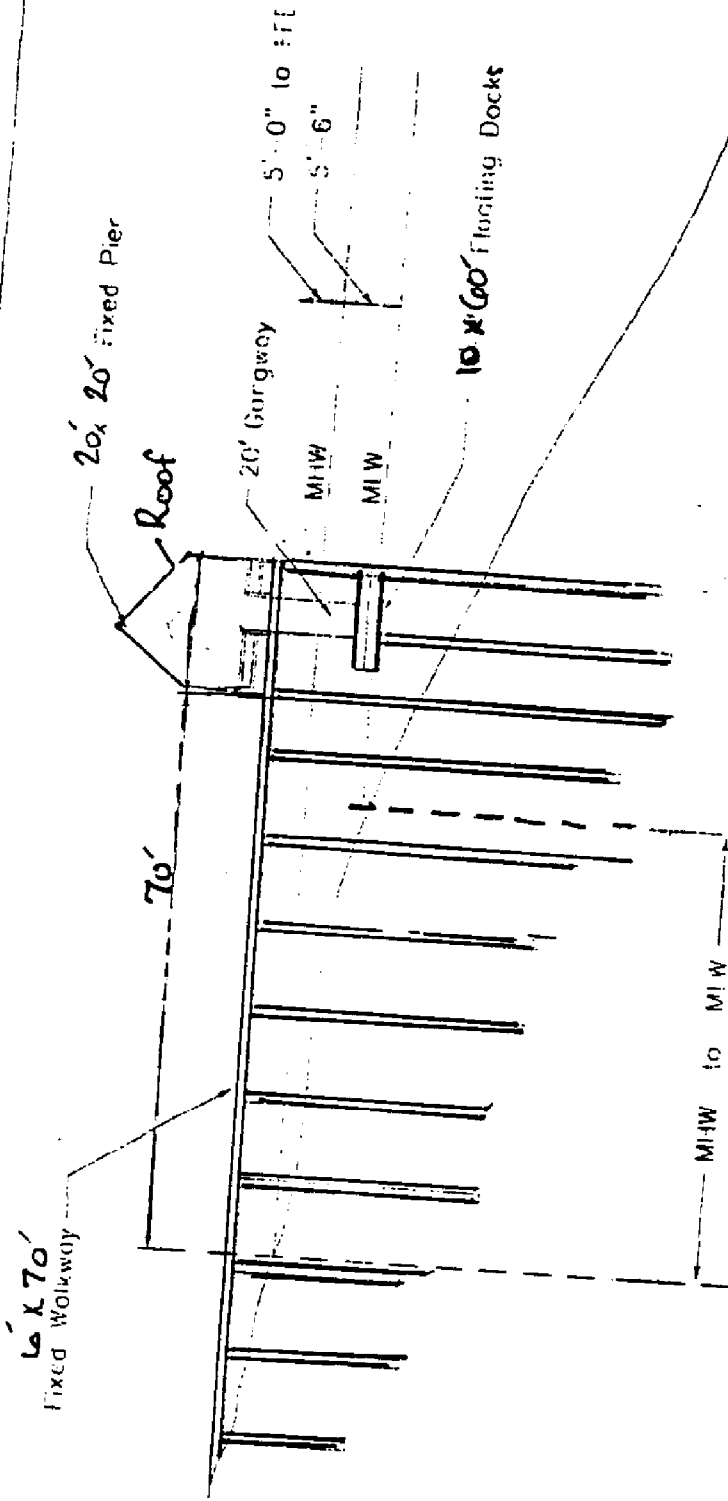 20' x 20' Fixed Pier
Roof
5'-0" to FFE
5'-6"
20' Gangway
MHW
MLW
10 x 60' Floating Docks
70'
6' x 70'
Fixed Walkway
MHW to MLW